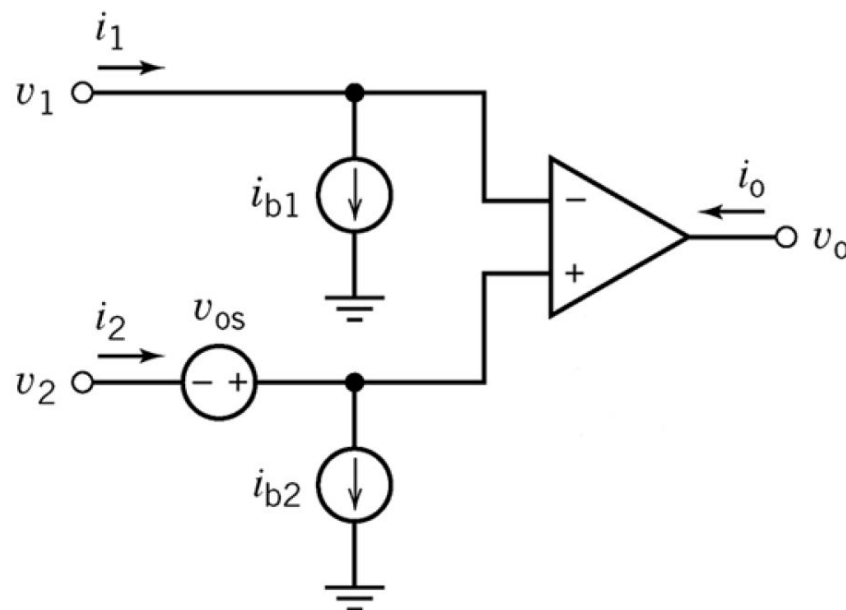 i1
v1
ib1
−
io
vo
+
i2
vos
v2
− +
ib2